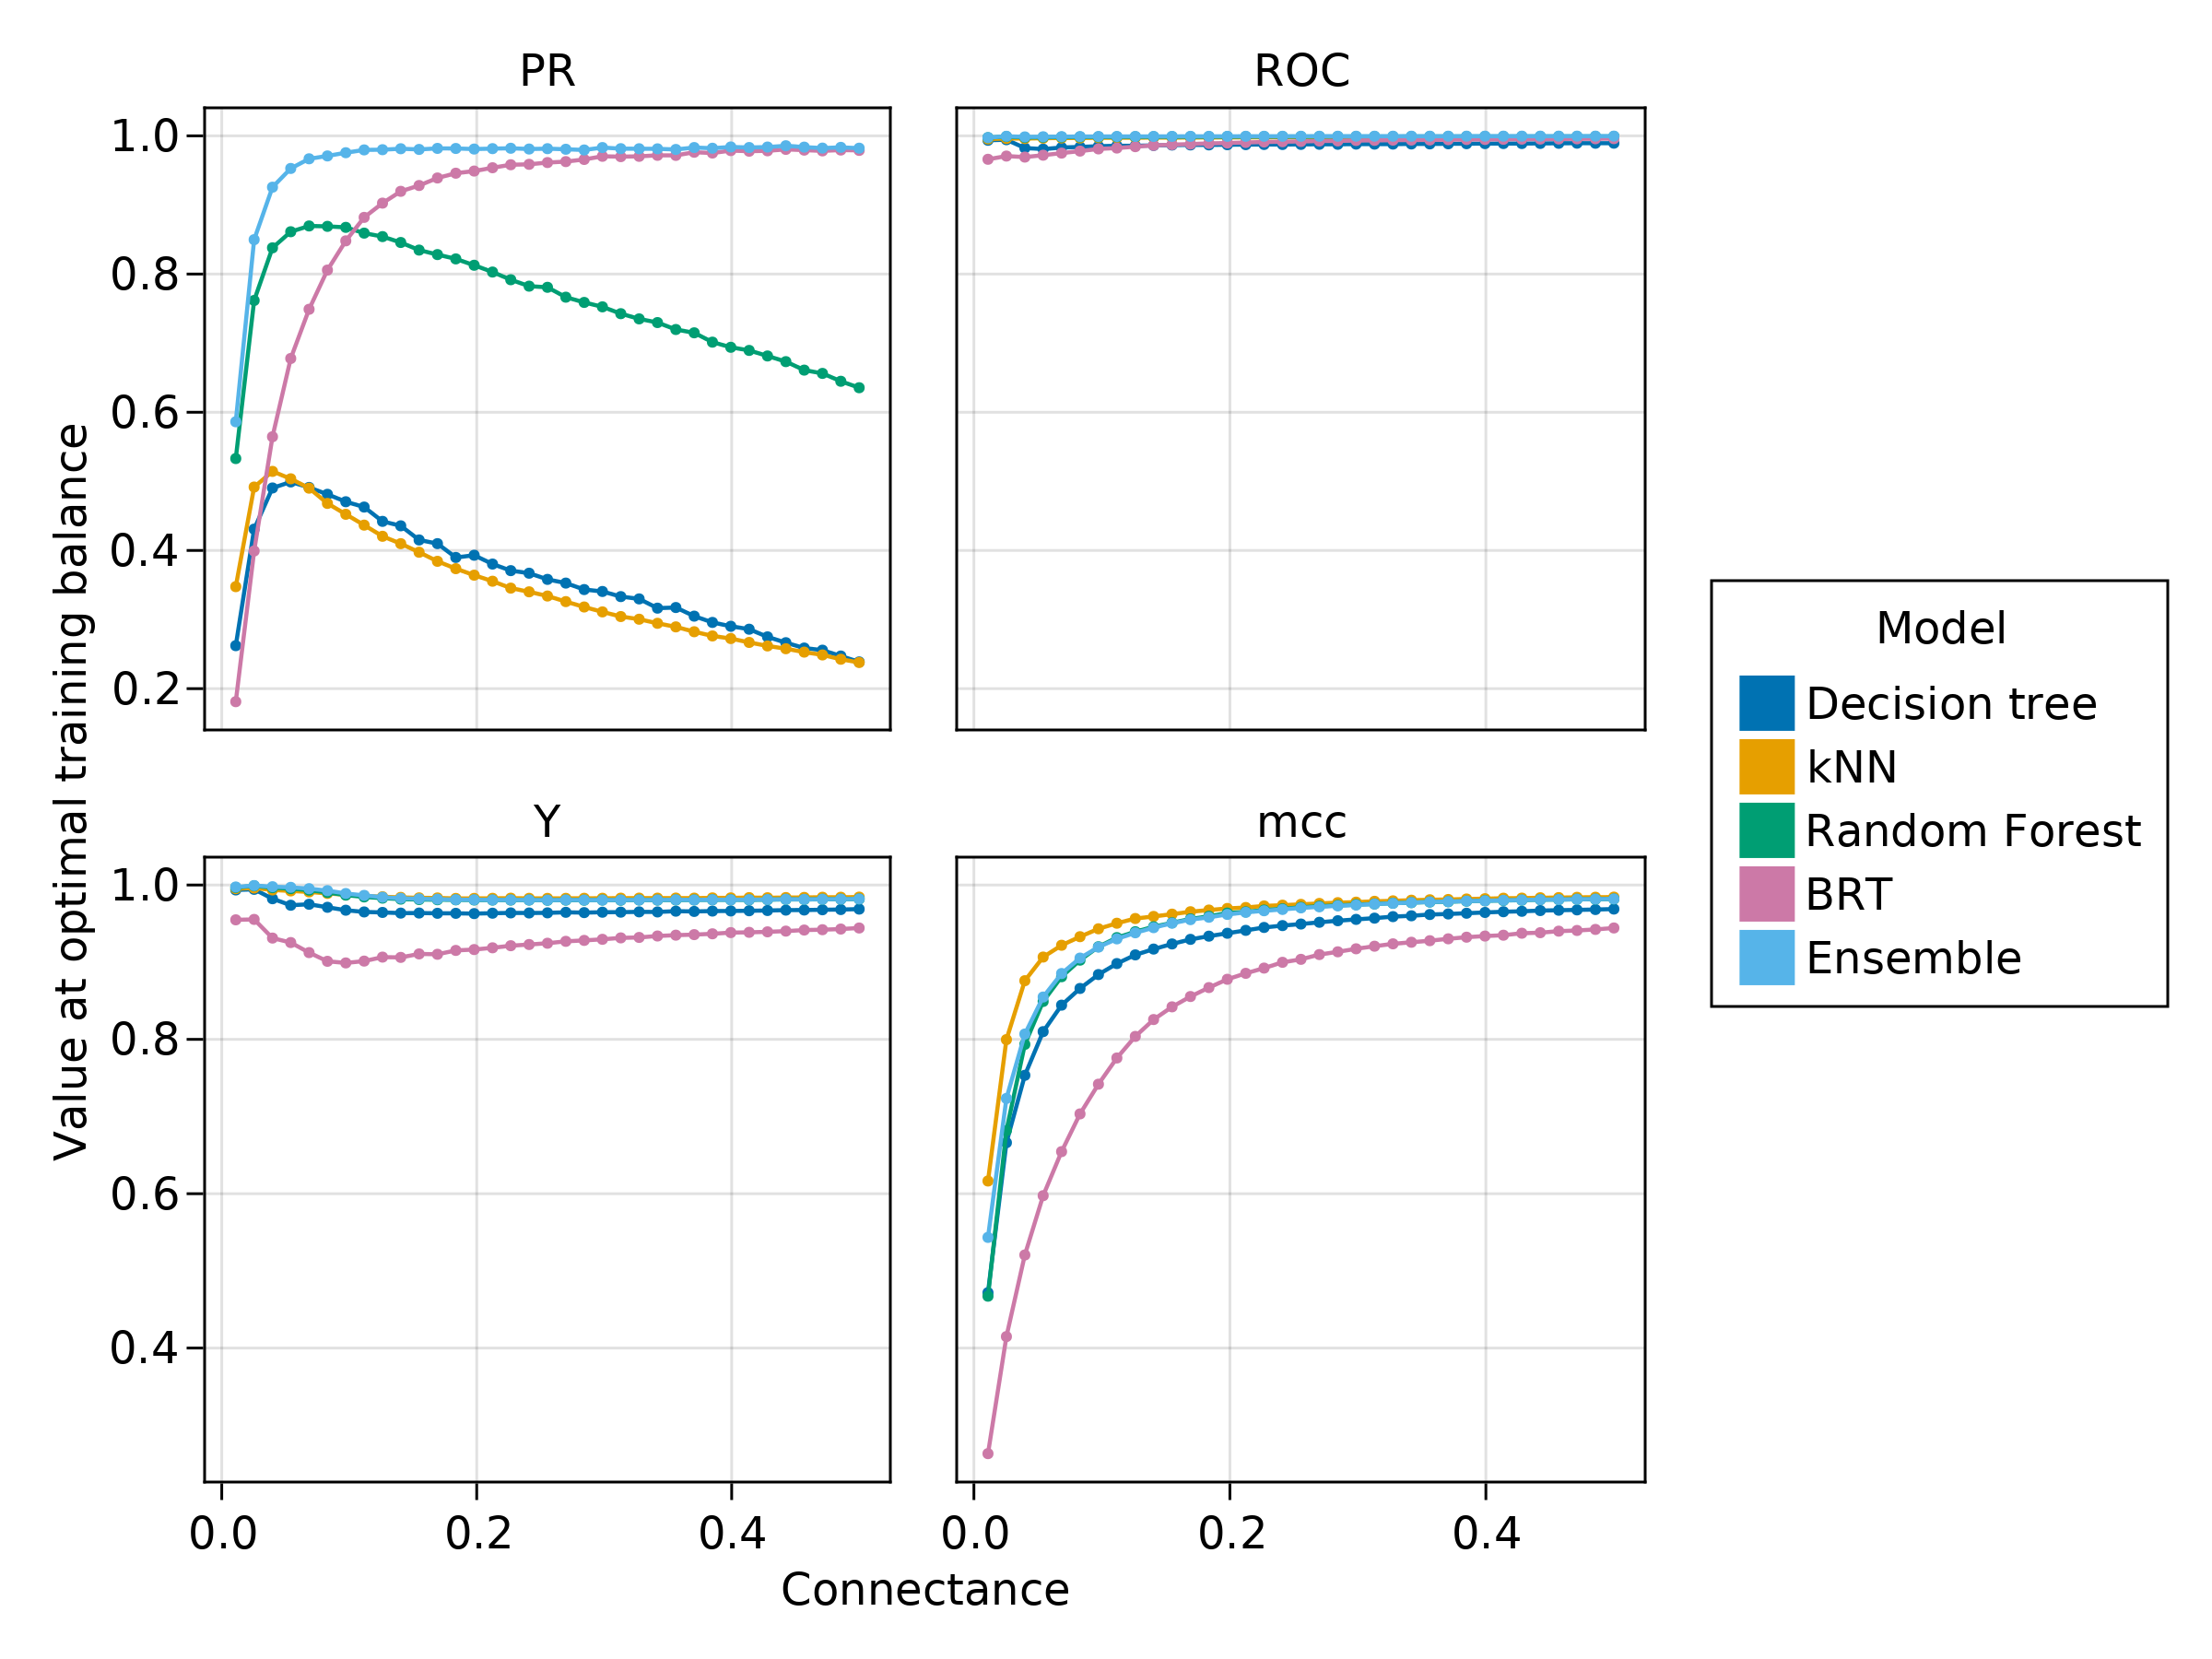 PR
ROC
1.0
0.8
0.6
0.4
0.2
Value at optimal training balance
Y
mcc
1.0
0.8
0.6
0.4
0.0 0.2 0.4
0.0 0.2 0.4
Connectance
Model
Decision tree
kNN
Random Forest
BRT
Ensemble